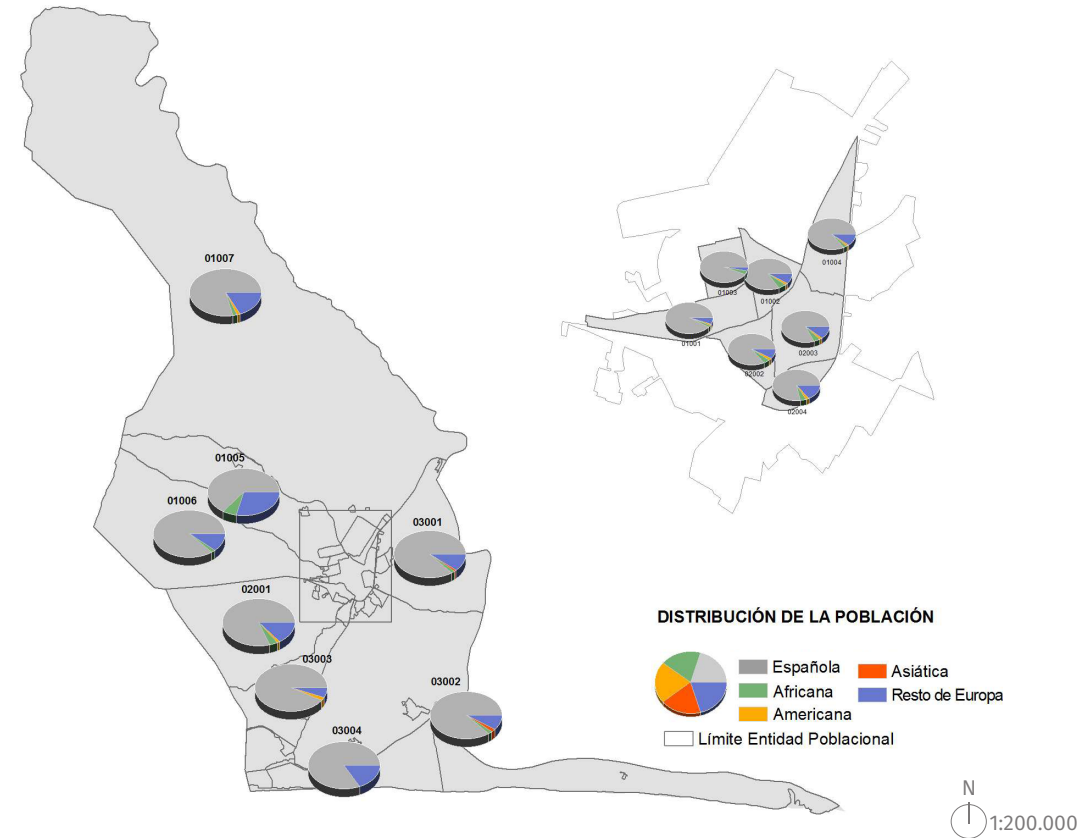 01007
01005
01006
03001
02001
03003
03002
03004
01004
01003
01002
01001
02003
02002
02004
DISTRIBUCIÓN DE LA POBLACIÓN
Española
Africana
Americana
Asiática
Resto de Europa
Límite Entidad Poblacional
N
1:200.000